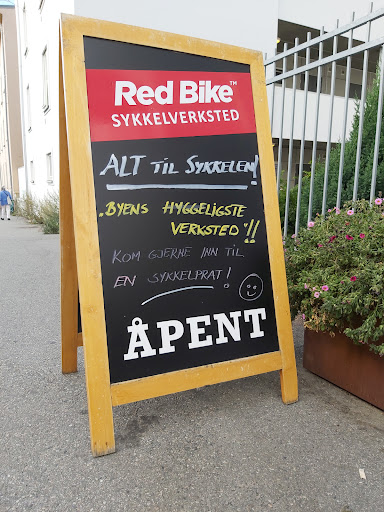 Red Bike™
SYKKELVERKSTED
ALT TIL SYKKELEN!
"BYENS HYGGELIGSTE
VERKSTED"!!
KOM GJERNE INN TIL
EN SYKKELPRAT!
ÅPENT